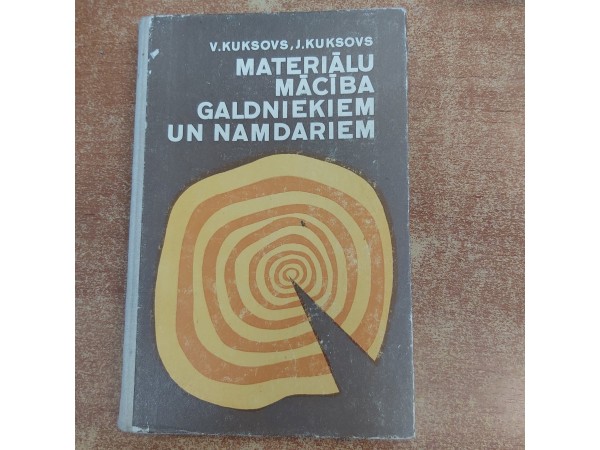 V.KUKSOVS, J.KUKSOVS
MATERIĀLU
MĀCĪBA
GALDNIEKIEM
UN NAMDARIEM